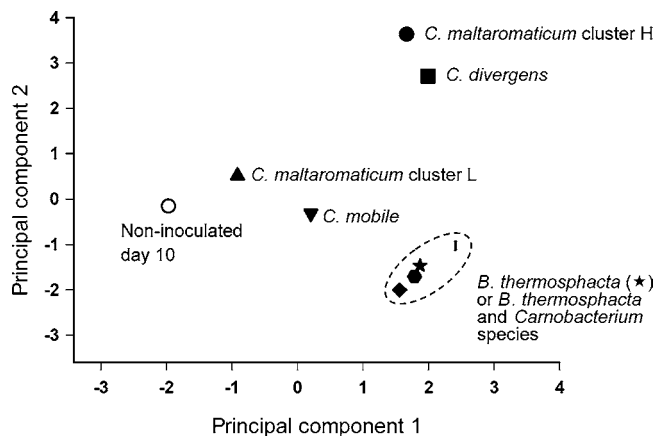 4
3
2
1
0
-1
-2
-3
Principal component 2
C. maltaromaticum cluster H
C. divergens
C. maltaromaticum cluster L
C. mobile
Non-inoculated
day 10
I
B. thermosphacta (★)
or B. thermosphacta
and Carnobacterium
species
-3 -2 -1 0 1 2 3 4
Principal component 1